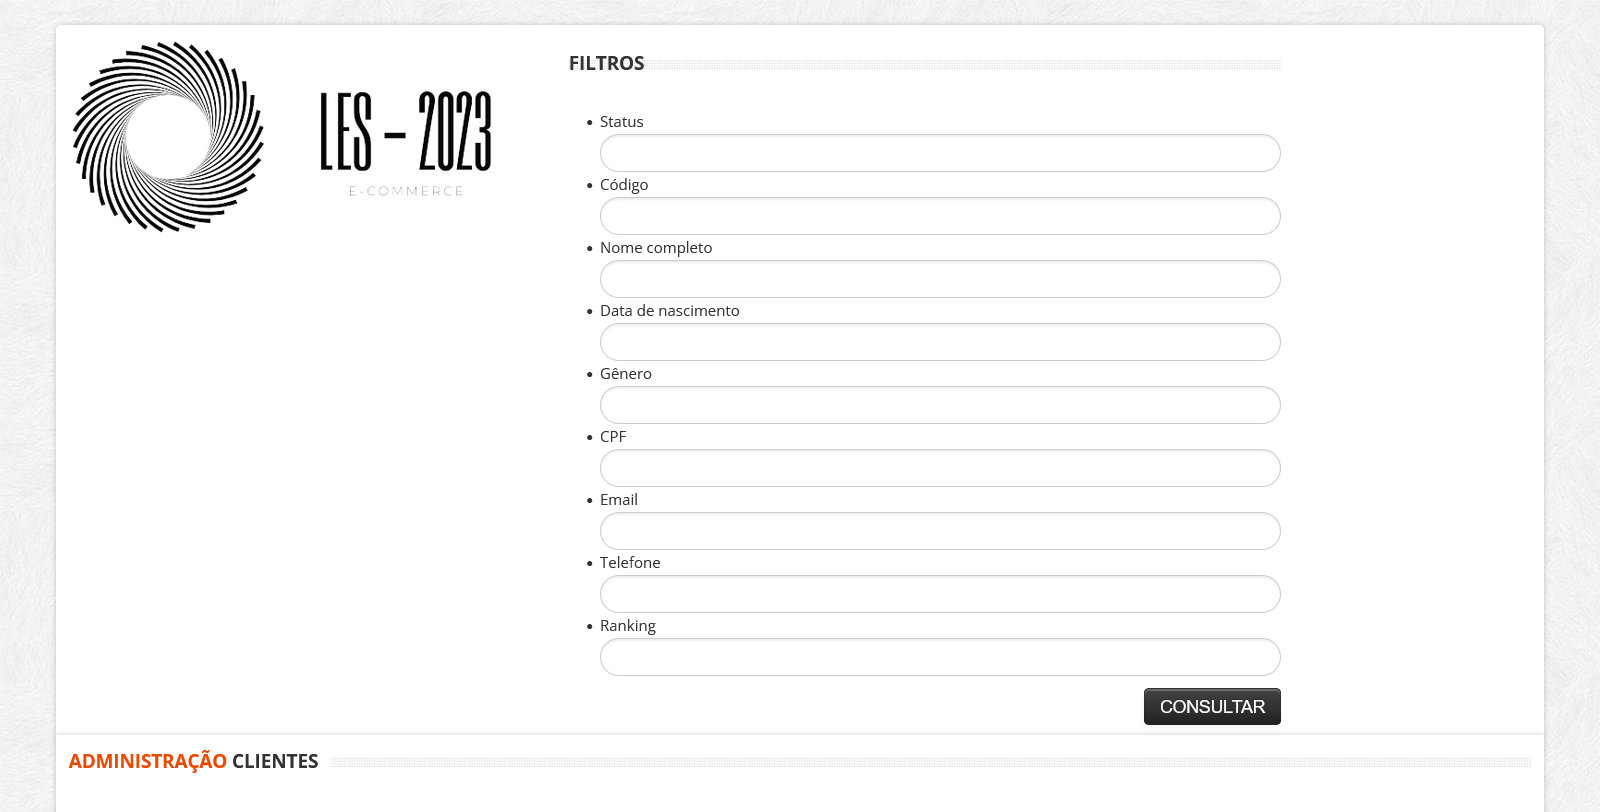 LES - 2023
E-COMMERCE
FILTROS
Status
Código
Nome completo
Data de nascimento
Gênero
CPF
Email
Telefone
Ranking
CONSULTAR
ADMINISTRAÇÃO CLIENTES